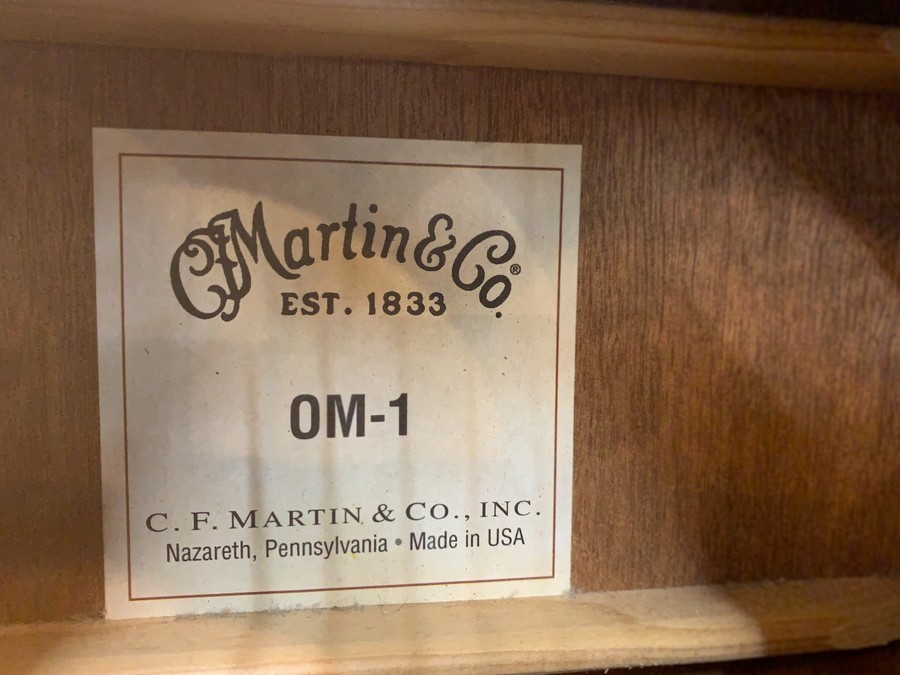 CFMartin & Co.®
EST. 1833
OM-1
C. F. MARTIN & CO., INC.
Nazareth, Pennsylvania • Made in USA